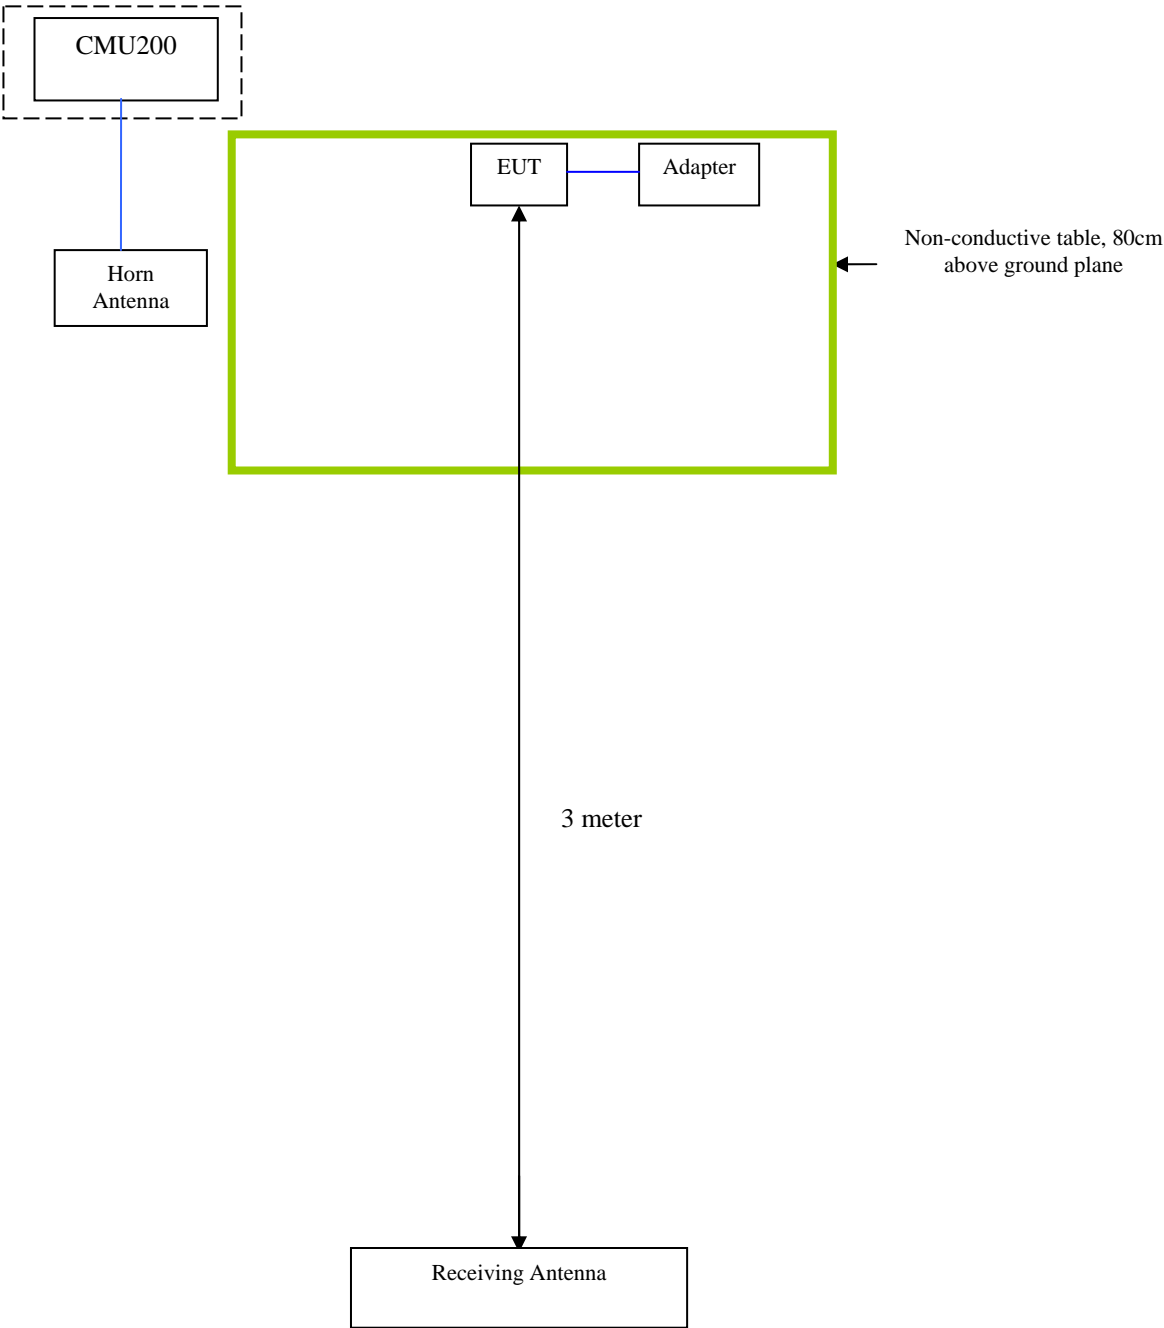 CMU200
EUT
Adapter
Non-conductive table, 80cm
above ground plane
Horn
Antenna
3 meter
Receiving Antenna